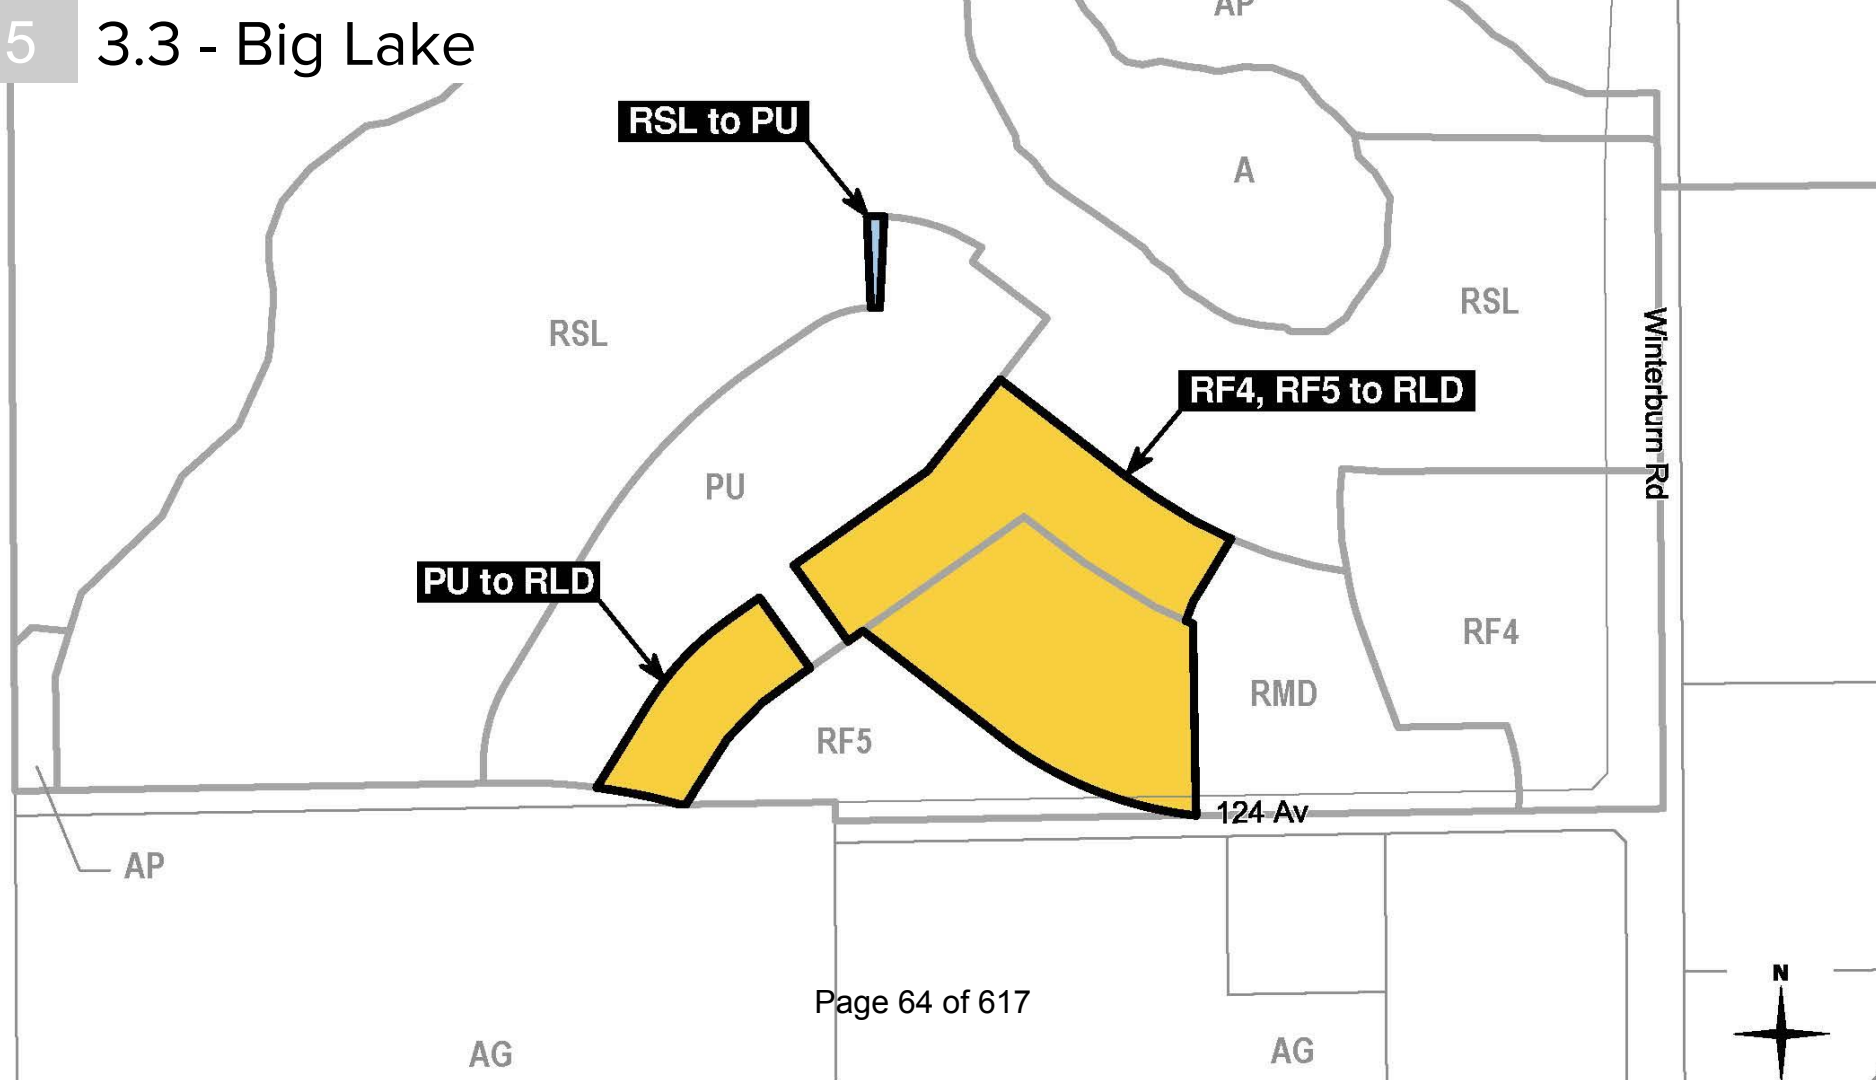 5 3.3 - Big Lake
AP
RSL to PU
A
RSL
RSL
Winterburn Rd
RF4, RF5 to RLD
PU
PU to RLD
RF4
RMD
RF5
124 Av
AP
N
Page 64 of 617
AG
AG